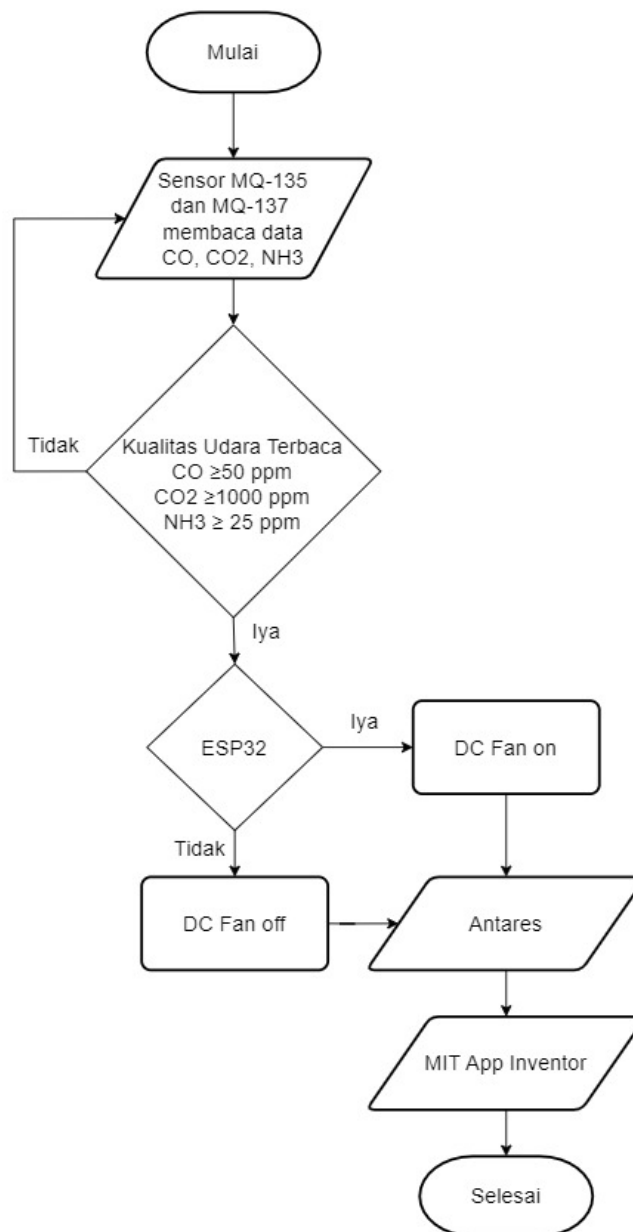 Mulai
Sensor MQ-135
dan MQ-137
membaca data
CO, CO2, NH3
Tidak
Kualitas Udara Terbaca
CO ≥50 ppm
CO2 ≥1000 ppm
NH3 ≥ 25 ppm
Iya
ESP32
Iya
DC Fan on
Tidak
DC Fan off
Antares
MIT App Inventor
Selesai